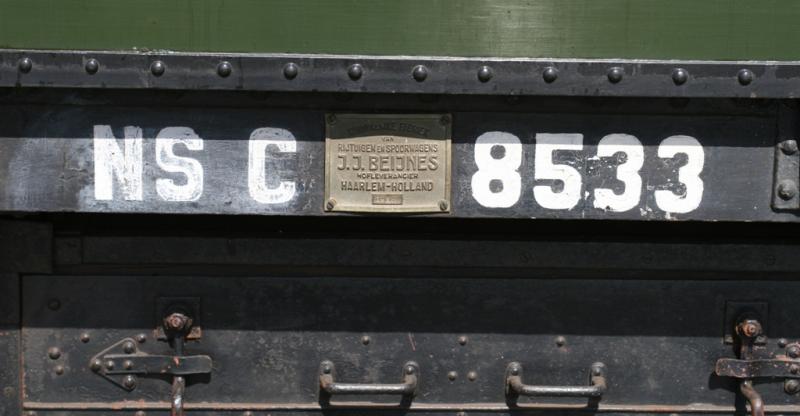 NS C 8533
VAN
RIJTUIGEN EN SPOORWAGENS
J.J. BEIJNES
HOFLEVERANCIER
HAARLEM-HOLLAND